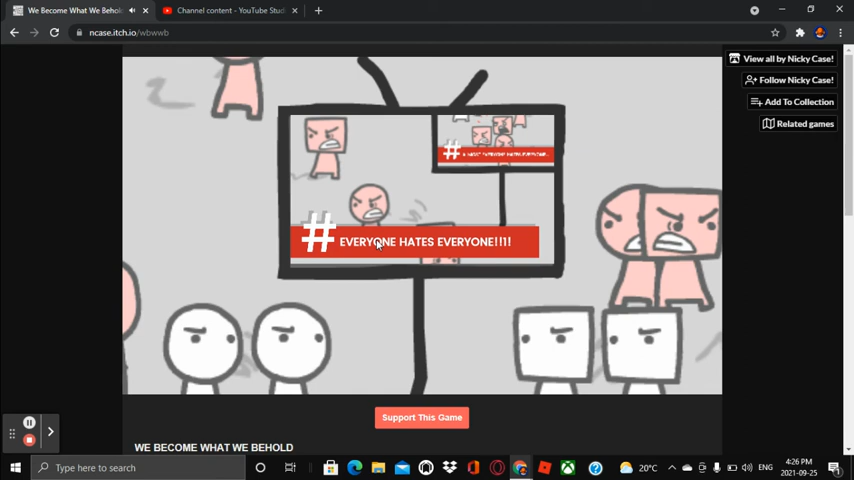 We Become What We Behold
Channel content - YouTube Stud
ncase.itch.io/wbwwb
View all by Nicky Case!
Follow Nicky Case!
Add To Collection
Related games
# EVERYONE HATES EVERYONE!!1!
Support This Game
WE BECOME WHAT WE BEHOLD
Type here to search
20°C
ENG
4:26 PM
2021-09-25